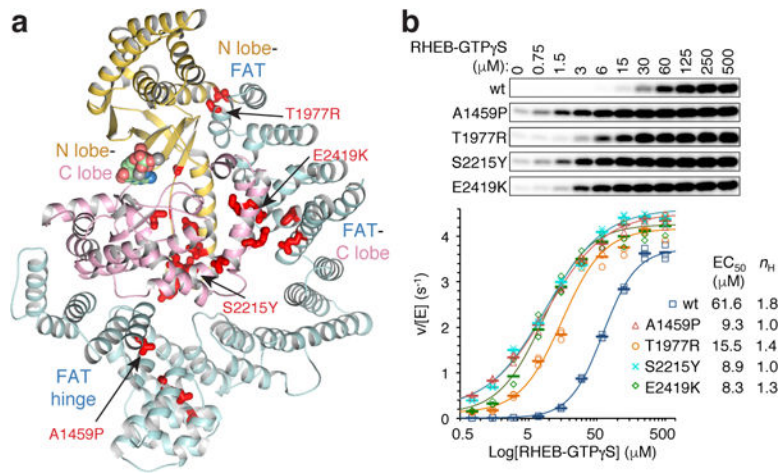 a
N lobe-
FAT
T1977R
N lobe-
C lobe
E2419K
FAT-
C lobe
S2215Y
FAT
hinge
A1459P
b
RHEB-GTPγS
(μM): 0 0.75 1.5 3 6 15 30 60 125 250 500
wt
A1459P
T1977R
S2215Y
E2419K
v/[E] (s-1)
4
3
2
1
0
0.5 5 50 500
Log[RHEB-GTPγS] (μM)
EC50 nH
(μM)
wt 61.6 1.8
A1459P 9.3 1.0
T1977R 15.5 1.4
S2215Y 8.9 1.0
E2419K 8.3 1.3